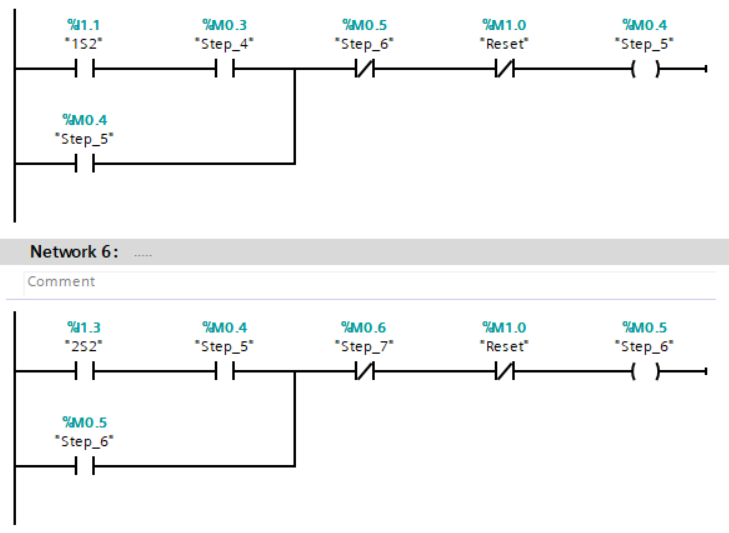 %I1.1 %M0.3 %M0.5 %M1.0 %M0.4
"1S2" "Step_4" "Step_6" "Reset" "Step_5"
%M0.4
"Step_5"
Network 6: .....
Comment
%I1.3 %M0.4 %M0.6 %M1.0 %M0.5
"2S2" "Step_5" "Step_7" "Reset" "Step_6"
%M0.5
"Step_6"